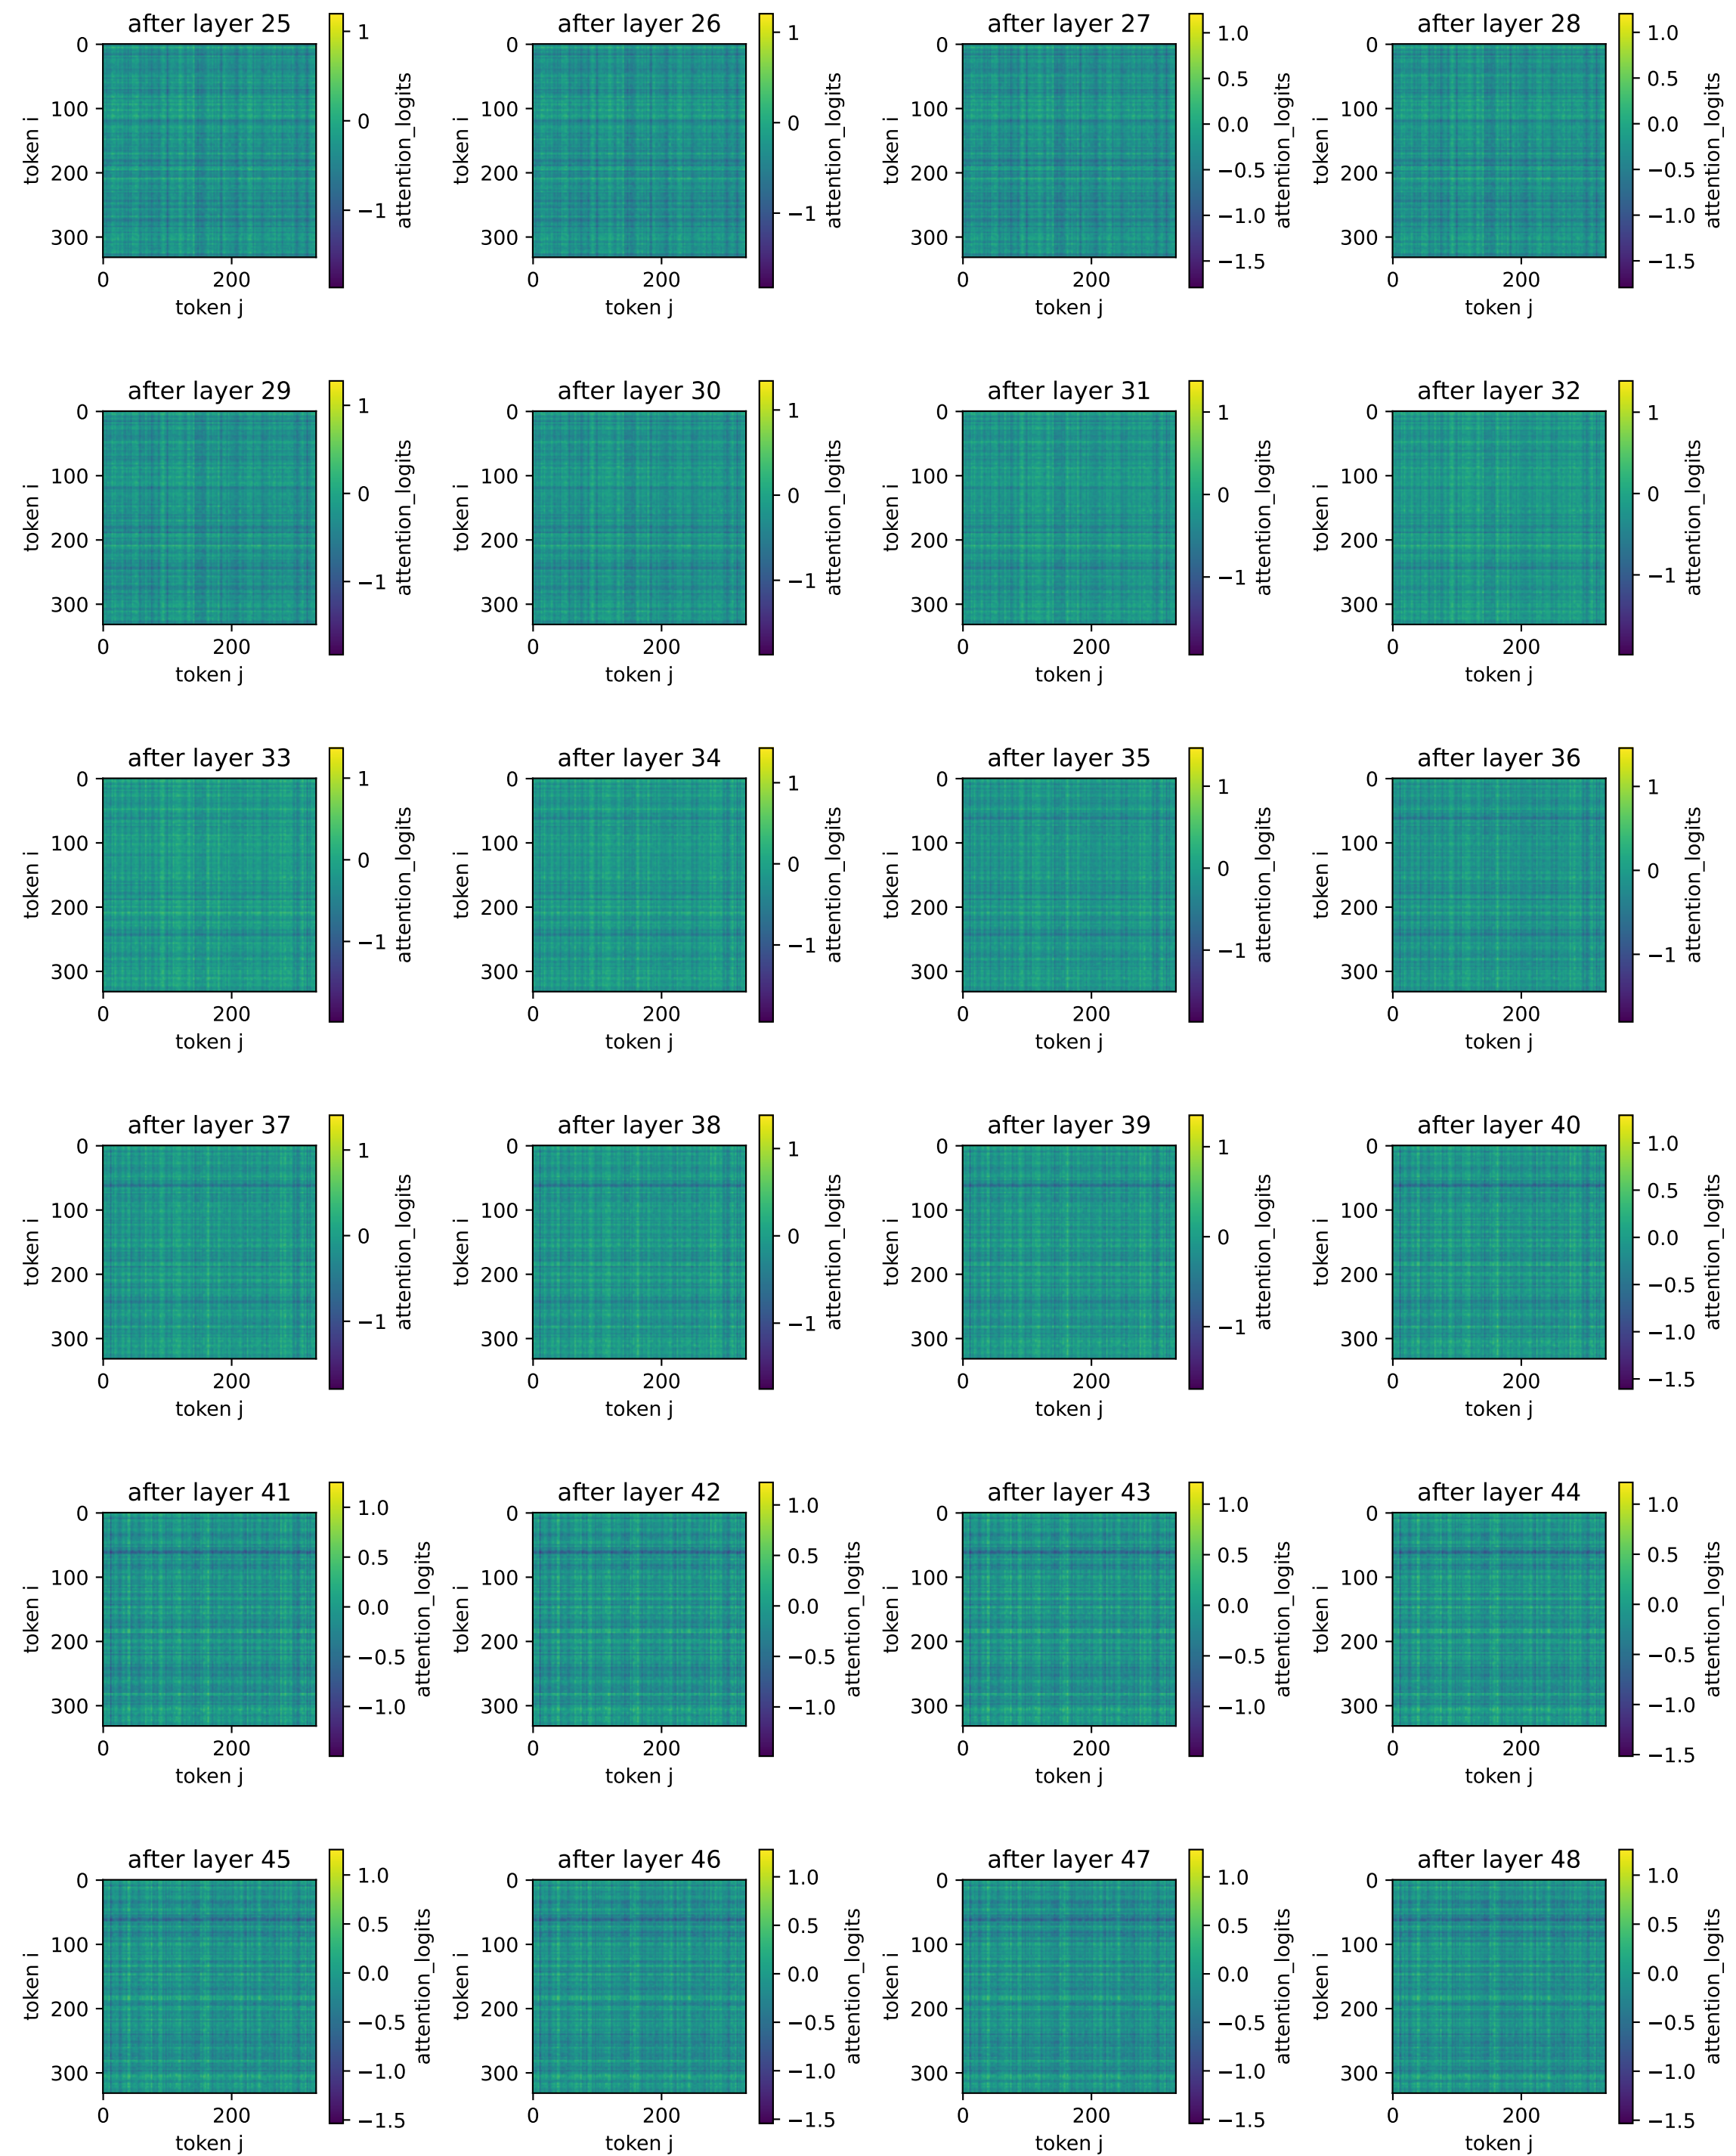 after layer 25
0
100
200
300
token i
0
200
token j
1
0
−1
attention_logits
after layer 26
0
100
200
300
token i
0
200
token j
1
0
−1
attention_logits
after layer 27
0
100
200
300
token i
0
200
token j
1.0
0.5
0.0
−0.5
−1.0
−1.5
attention_logits
after layer 28
0
100
200
300
token i
0
200
token j
1.0
0.5
0.0
−0.5
−1.0
−1.5
attention_logits
after layer 29
0
100
200
300
token i
0
200
token j
1
0
−1
attention_logits
after layer 30
0
100
200
300
token i
0
200
token j
1
0
−1
attention_logits
after layer 31
0
100
200
300
token i
0
200
token j
1
0
−1
attention_logits
after layer 32
0
100
200
300
token i
0
200
token j
1
0
−1
attention_logits
after layer 33
0
100
200
300
token i
0
200
token j
1
0
−1
attention_logits
after layer 34
0
100
200
300
token i
0
200
token j
1
0
−1
attention_logits
after layer 35
0
100
200
300
token i
0
200
token j
1
0
−1
attention_logits
after layer 36
0
100
200
300
token i
0
200
token j
1
0
−1
attention_logits
after layer 37
0
100
200
300
token i
0
200
token j
1
0
−1
attention_logits
after layer 38
0
100
200
300
token i
0
200
token j
1
0
−1
attention_logits
after layer 39
0
100
200
300
token i
0
200
token j
1
0
−1
attention_logits
after layer 40
0
100
200
300
token i
0
200
token j
1.0
0.5
0.0
−0.5
−1.0
−1.5
attention_logits
after layer 41
0
100
200
300
token i
0
200
token j
1.0
0.5
0.0
−0.5
−1.0
attention_logits
after layer 42
0
100
200
300
token i
0
200
token j
1.0
0.5
0.0
−0.5
−1.0
attention_logits
after layer 43
0
100
200
300
token i
0
200
token j
1.0
0.5
0.0
−0.5
−1.0
attention_logits
after layer 44
0
100
200
300
token i
0
200
token j
1.0
0.5
0.0
−0.5
−1.0
−1.5
attention_logits
after layer 45
0
100
200
300
token i
0
200
token j
1.0
0.5
0.0
−0.5
−1.0
−1.5
attention_logits
after layer 46
0
100
200
300
token i
0
200
token j
1.0
0.5
0.0
−0.5
−1.0
−1.5
attention_logits
after layer 47
0
100
200
300
token i
0
200
token j
1.0
0.5
0.0
−0.5
−1.0
−1.5
attention_logits
after layer 48
0
100
200
300
token i
0
200
token j
1.0
0.5
0.0
−0.5
−1.0
−1.5
attention_logits